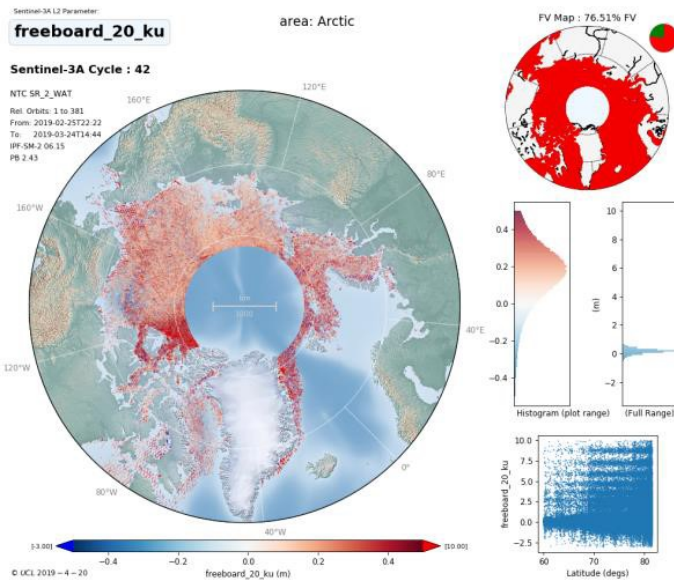 Sentinel-3A L2 Parameter:
freeboard_20_ku
area: Arctic
FV Map : 76.51% FV
Sentinel-3A Cycle : 42
NTC SR_2_WAT
Rel. Orbits: 1 to 381
From: 2019-02-25T22:22
To: 2019-03-24T14:44
IPF-SM-2 06.15
PB 2.43
160°E
120°E
80°E
40°E
0°
40°W
80°W
120°W
160°W
km
1000
0.4
0.2
0.0
−0.2
−0.4
Histogram (plot range)
(m)
10
8
6
4
2
0
−2
(Full Range)
freeboard_20_ku
10.0
7.5
5.0
2.5
0.0
−2.5
60
70
80
Latitude (degs)
[-3.00]
[10.00]
−0.4
−0.2
0.0
0.2
0.4
freeboard_20_ku (m)
© UCL 2019−4−20